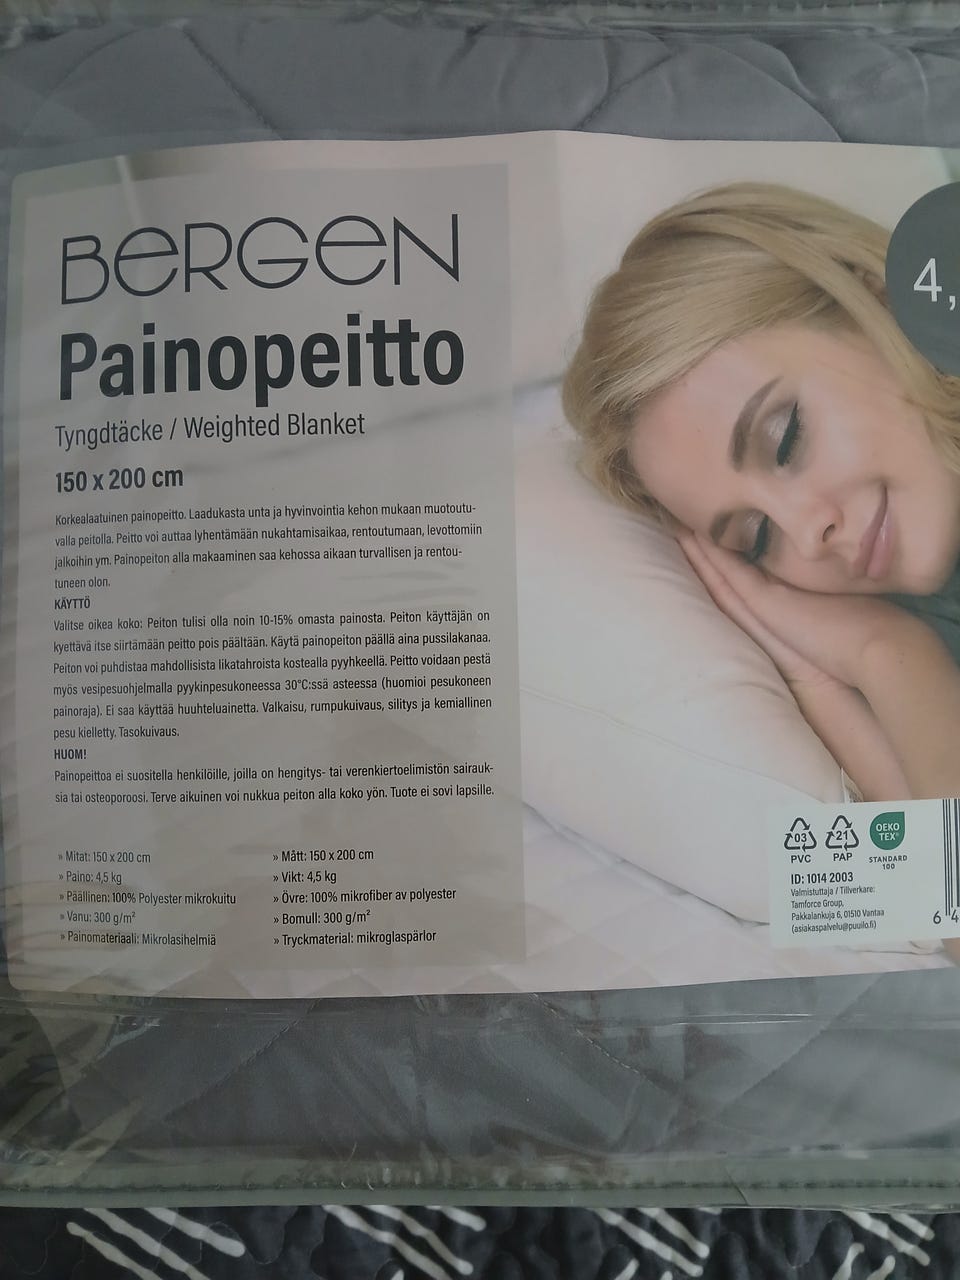 BERGEN
Painopeitto
Tyngdtäcke / Weighted Blanket
150 x 200 cm
Korkealaatuinen painopeitto. Laadukasta unta ja hyvinvointia kehon mukaan muotoutu-
valla peitolla. Peitto voi auttaa lyhentämään nukahtamisaikaa, rentoutumaan, levottomiin
jalkoihin ym. Painopeiton alla makaaminen saa kehossa aikaan turvallisen ja rentou-
tuneen olon.
KÄYTTÖ
Valitse oikea koko: Peiton tulisi olla noin 10-15% omasta painosta. Peiton käyttäjän on
kyettävä itse siirtämään peitto pois päältään. Käytä painopeiton päällä aina pussilakanaa.
Peiton voi puhdistaa mahdollisista likatahroista kostealla pyyhkeellä. Peitto voidaan pestä
myös vesipesuohjelmalla pyykinpesukoneessa 30°C:ssä asteessa (huomioi pesukoneen
painoraja). Ei saa käyttää huuhteluainetta. Valkaisu, rumpukuivaus, silitys ja kemiallinen
pesu kielletty. Tasokuivaus.
HUOM!
Painopeittoa ei suositella henkilöille, joilla on hengitys- tai verenkiertoelimistön sairauk-
sia tai osteoporoosi. Terve aikuinen voi nukkua peiton alla koko yön. Tuote ei sovi lapsille.
» Mitat: 150 x 200 cm
» Paino: 4,5 kg
» Päällinen: 100% Polyester mikrokuitu
» Vanu: 300 g/m²
» Painomateriaali: Mikrolasihelmiä
» Mått: 150 x 200 cm
» Vikt: 4,5 kg
» Övre: 100% mikrofiber av polyester
» Bomull: 300 g/m²
» Tryckmaterial: mikroglaspärlor
4,
03
PVC
21
PAP
OEKO
TEX®
STANDARD
100
ID: 1014 2003
Valmistuttaja / Tillverkare:
Tamforce Group,
Pakkalankuja 6, 01510 Vantaa
(asiakaspalvelu@puuilo.fi)
6 4